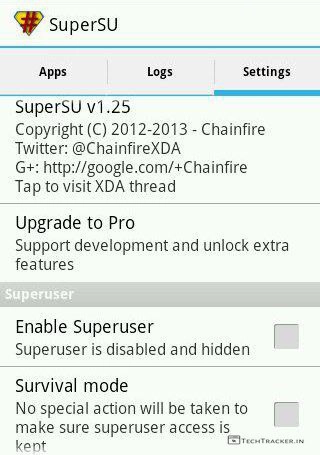 SuperSU
Apps
Logs
Settings
SuperSU v1.25
Copyright (C) 2012-2013 - Chainfire
Twitter: @ChainfireXDA
G+: http://google.com/+Chainfire
Tap to visit XDA thread
Upgrade to Pro
Support development and unlock extra
features
Superuser
Enable Superuser
Superuser is disabled and hidden
Survival mode
No special action will be taken to
make sure superuser access is
kept
TECHTRACKER.IN